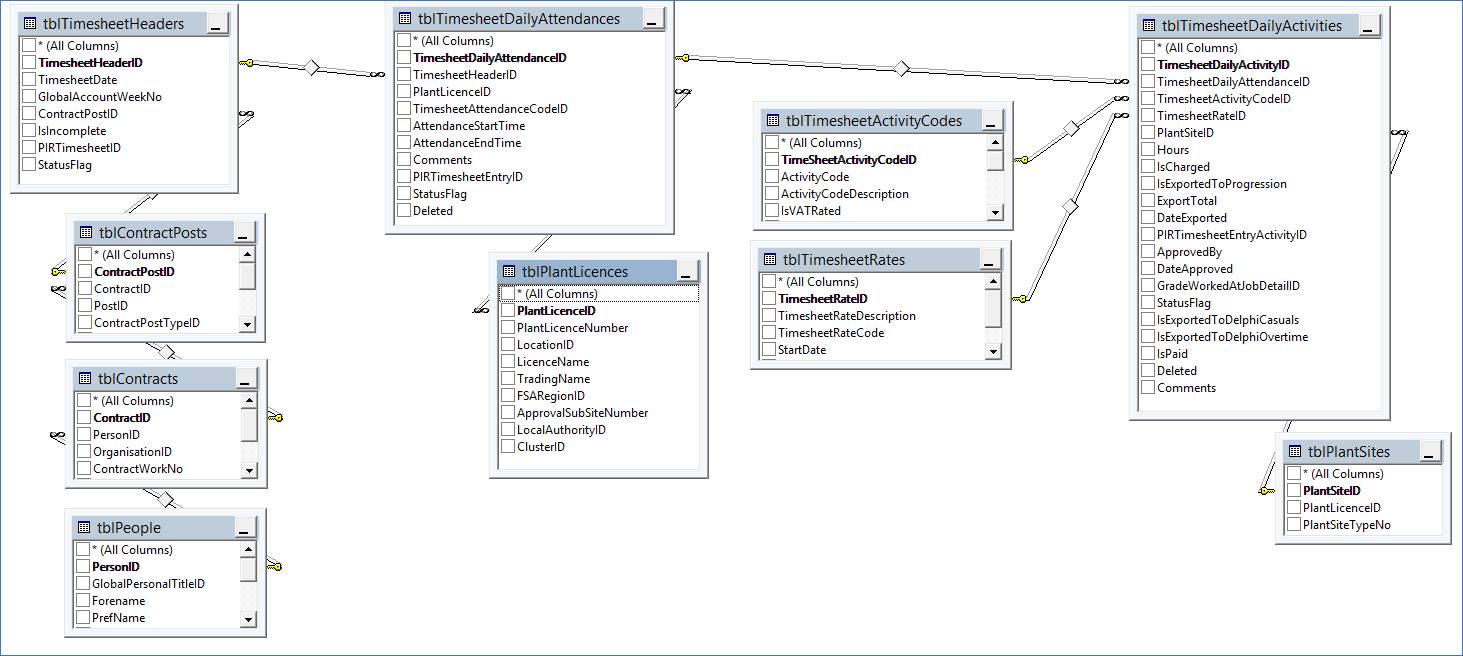 tblTimesheetHeaders
* (All Columns)
TimesheetHeaderID
TimesheetDate
GlobalAccountWeekNo
ContractPostID
IsIncomplete
PIRTimesheetID
StatusFlag
tblContractPosts
* (All Columns)
ContractPostID
ContractID
PostID
ContractPostTypeID
tblContracts
* (All Columns)
ContractID
PersonID
OrganisationID
ContractWorkNo
tblPeople
* (All Columns)
PersonID
GlobalPersonalTitleID
Forename
PrefName
tblTimesheetDailyAttendances
* (All Columns)
TimesheetDailyAttendanceID
TimesheetHeaderID
PlantLicenceID
TimesheetAttendanceCodeID
AttendanceStartTime
AttendanceEndTime
Comments
PIRTimesheetEntryID
StatusFlag
Deleted
tblPlantLicences
* (All Columns)
PlantLicenceID
PlantLicenceNumber
LocationID
LicenceName
TradingName
FSARegionID
ApprovalSubSiteNumber
LocalAuthorityID
ClusterID
tblTimesheetActivityCodes
* (All Columns)
TimeSheetActivityCodeID
ActivityCode
ActivityCodeDescription
IsVATRated
tblTimesheetRates
* (All Columns)
TimesheetRateID
TimesheetRateDescription
TimesheetRateCode
StartDate
tblTimesheetDailyActivities
* (All Columns)
TimesheetDailyActivityID
TimesheetDailyAttendanceID
TimesheetActivityCodeID
TimesheetRateID
PlantSiteID
Hours
IsCharged
IsExportedToProgression
ExportTotal
DateExported
PIRTimesheetEntryActivityID
ApprovedBy
DateApproved
GradeWorkedAtJobDetailID
StatusFlag
IsExportedToDelphiCasuals
IsExportedToDelphiOvertime
IsPaid
Deleted
Comments
tblPlantSites
* (All Columns)
PlantSiteID
PlantLicenceID
PlantSiteTypeNo